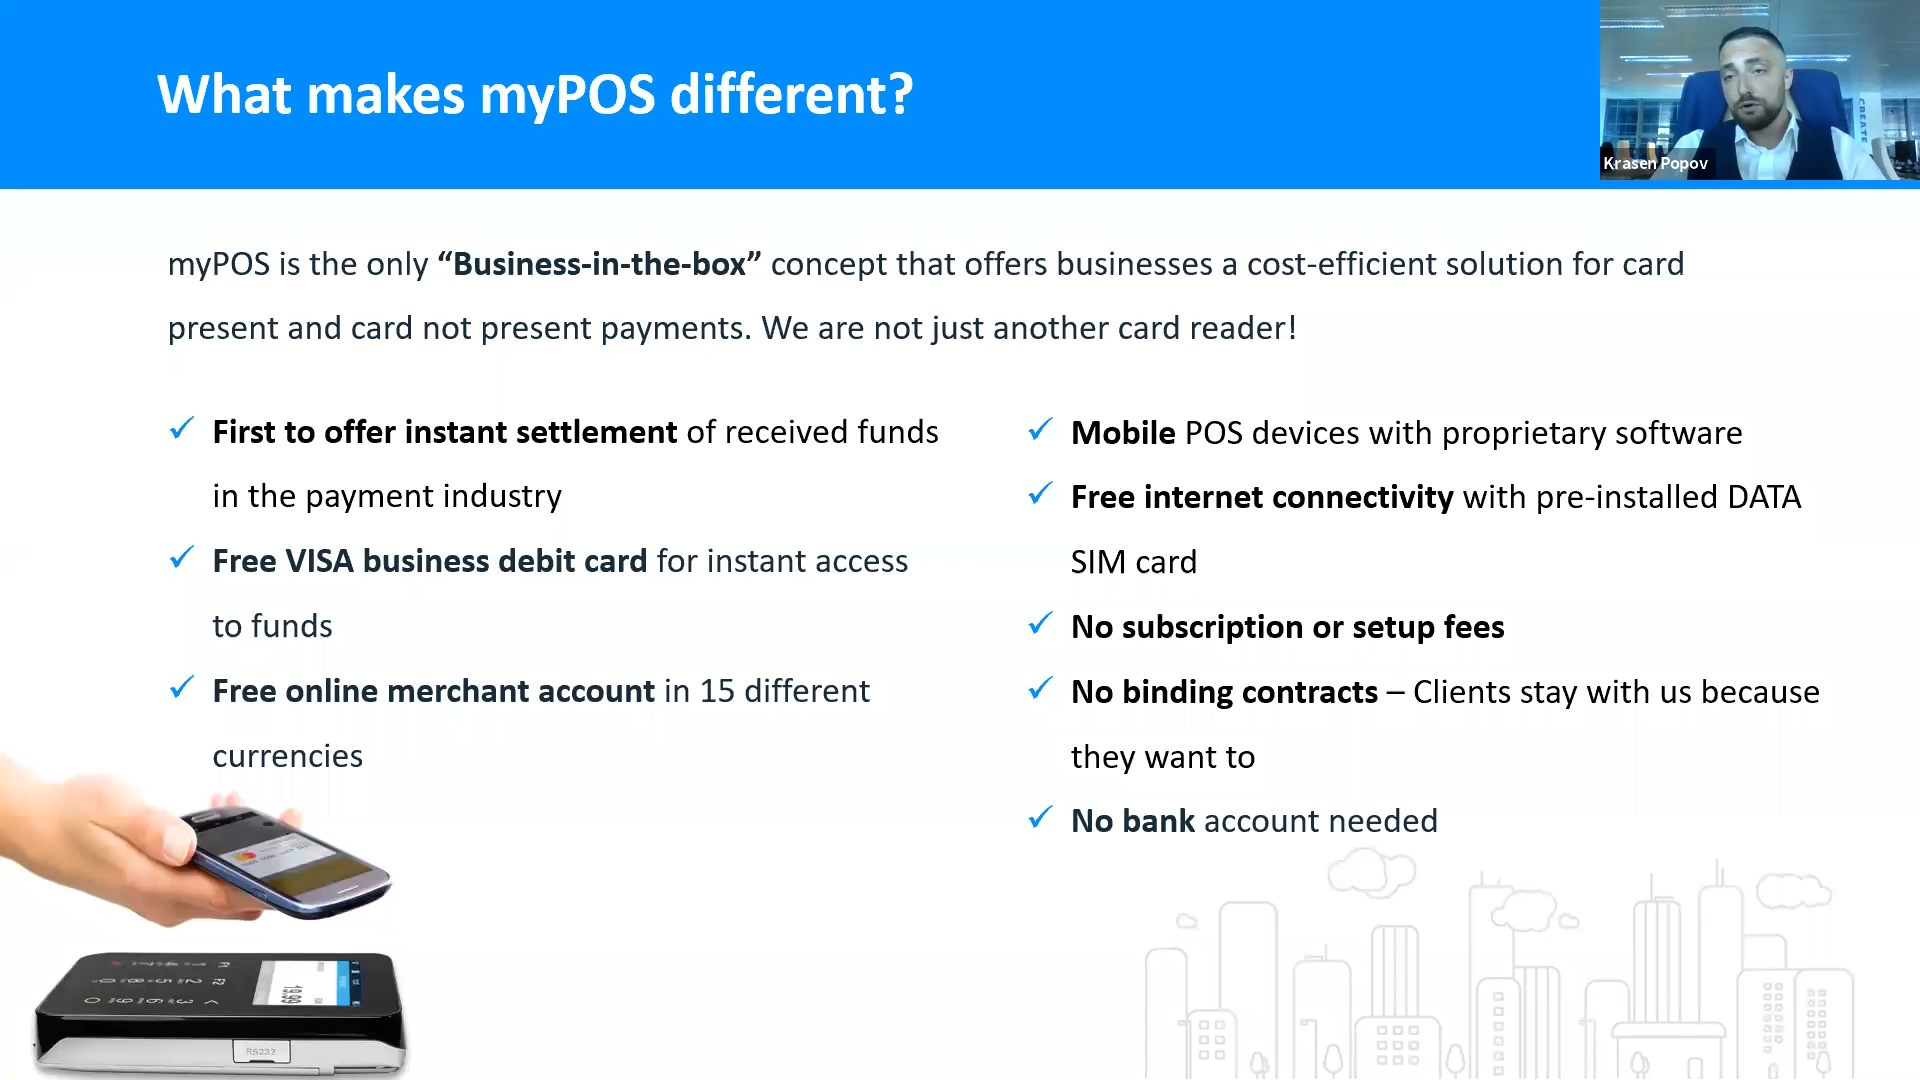 What makes myPOS different?
Krasen Popov
CREATE
myPOS is the only “Business-in-the-box” concept that offers businesses a cost-efficient solution for card
present and card not present payments. We are not just another card reader!
✓ First to offer instant settlement of received funds
in the payment industry
✓ Free VISA business debit card for instant access
to funds
✓ Free online merchant account in 15 different
currencies
✓ Mobile POS devices with proprietary software
✓ Free internet connectivity with pre-installed DATA
SIM card
✓ No subscription or setup fees
✓ No binding contracts – Clients stay with us because
they want to
✓ No bank account needed
19.99
RS232